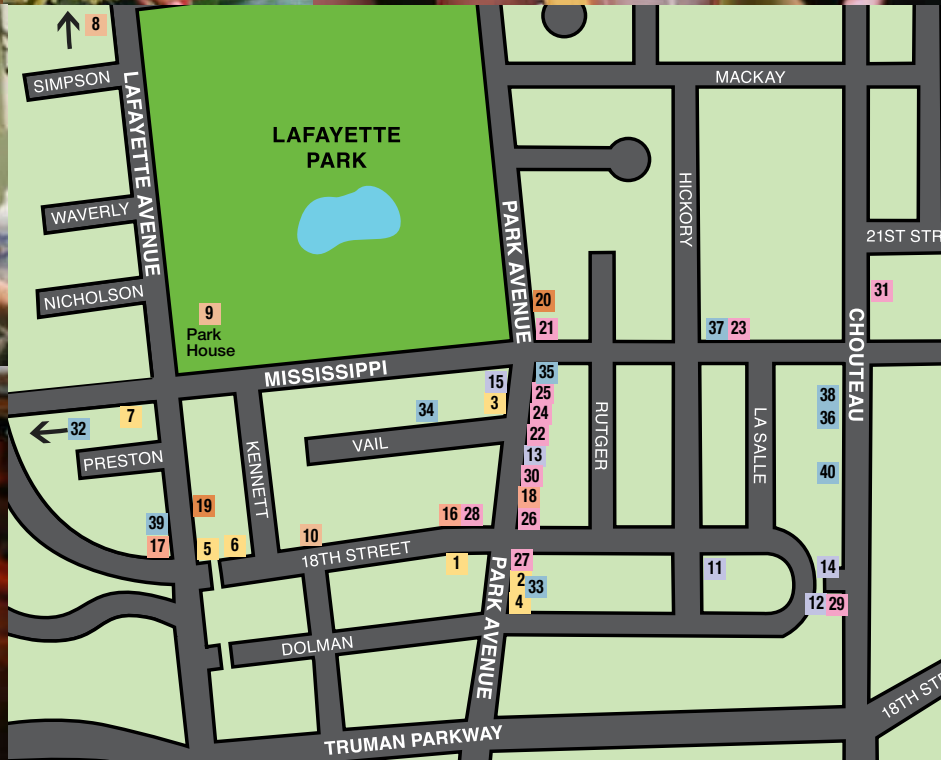 8
SIMPSON
LAFAYETTE AVENUE
MACKAY
LAFAYETTE
PARK
WAVERLY
HICKORY
PARK AVENUE
21ST STR
NICHOLSON
31
20
9
Park
House
21
37 23
CHOUTEAU
MISSISSIPPI
35
15
3
25
38
34
24
36
7
32
22
RUTGER
LA SALLE
VAIL
13
PRESTON
KENNETT
30
40
18
19
16 28
26
39
17
5
6
10
18TH STREET
1
27
2
33
4
PARK AVENUE
11
14
12 29
DOLMAN
18TH STR
TRUMAN PARKWAY